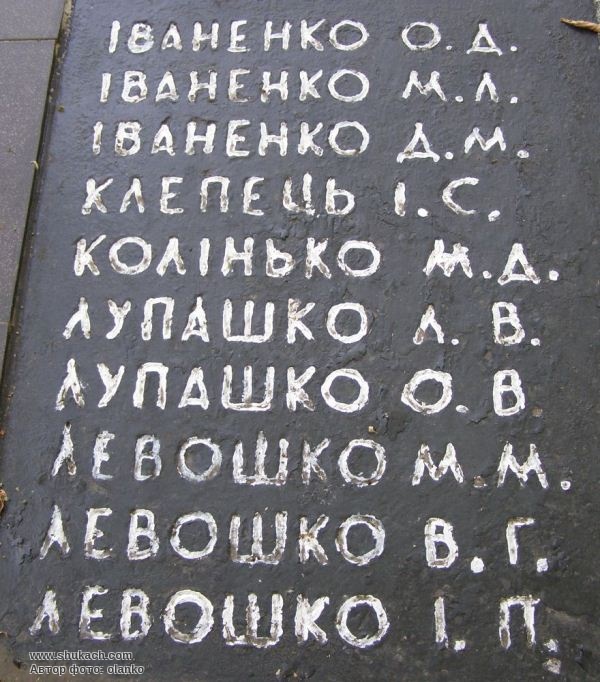 ІВАНЕНКО О.Д.
ІВАНЕНКО М.Л.
ІВАНЕНКО Д.М.
КЛЕПЕЦЬ І.С.
КОЛІНЬКО М.Д.
ЛУПАШКО Л.В.
ЛУПАШКО О.В.
ЛЕВОШКО М.М.
ЛЕВОШКО В.Г.
ЛЕВОШКО І.П.
www.shukach.com
Автор фото: olanko